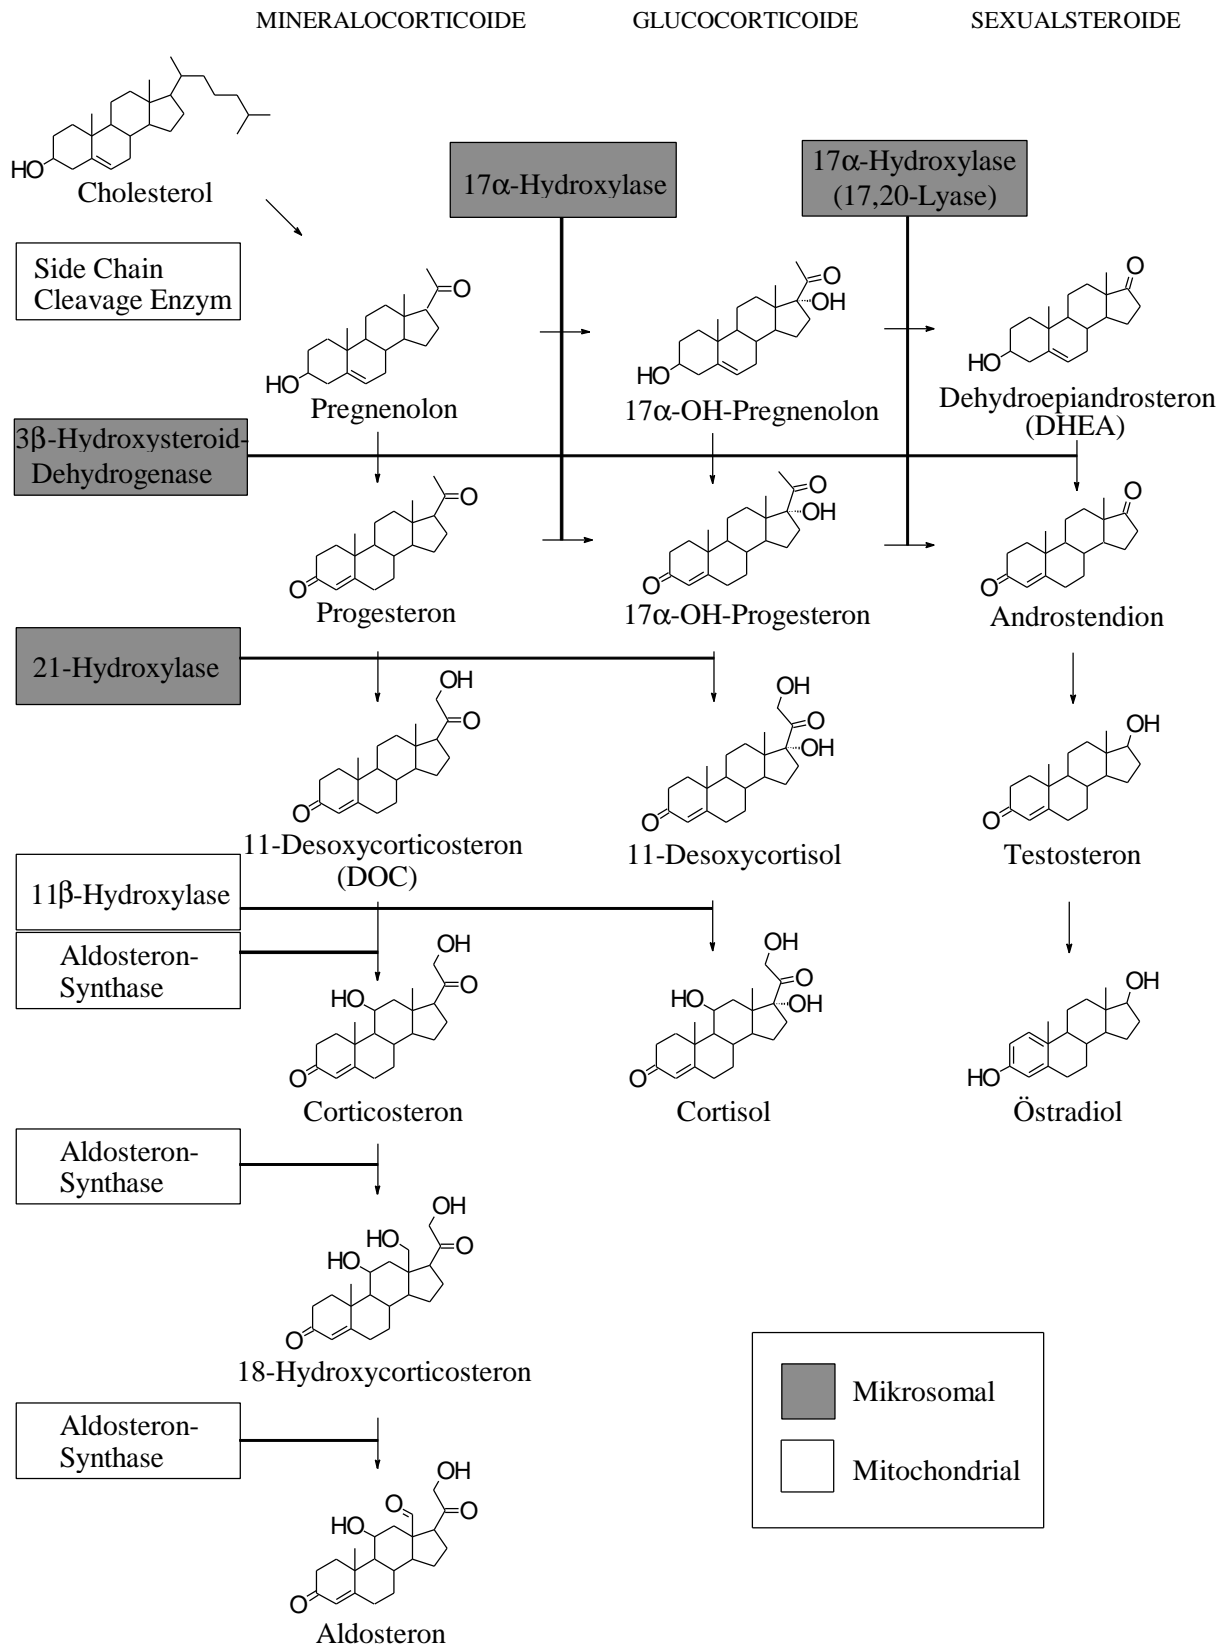 MINERALOCORTICOIDE
GLUCOCORTICOIDE
SEXUALSTEROIDE
HO
Cholesterol
17α-Hydroxylase
17α-Hydroxylase
(17,20-Lyase)
Side Chain
Cleavage Enzym
O
HO
Pregnenolon
O
OH
HO
17α-OH-Pregnenolon
O
HO
Dehydroepiandrosteron
(DHEA)
3β-Hydroxysteroid-
Dehydrogenase
O
O
Progesteron
O
OH
O
17α-OH-Progesteron
O
O
Androstendion
21-Hydroxylase
OH
O
O
11-Desoxycorticosteron
(DOC)
OH
O
OH
O
11-Desoxycortisol
OH
O
Testosteron
11β-Hydroxylase
Aldosteron-
Synthase
OH
O
HO
O
Corticosteron
OH
O
HO
OH
O
Cortisol
OH
HO
Östradiol
Aldosteron-
Synthase
OH
HO
O
HO
O
18-Hydroxycorticosteron
Mikrosomal
Mitochondrial
Aldosteron-
Synthase
OH
O
O
HO
O
Aldosteron